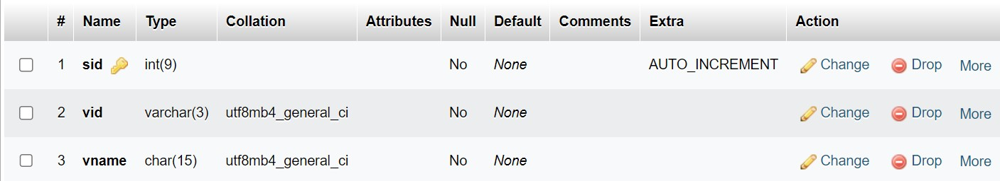 # Name Type Collation Attributes Null Default Comments Extra Action
1 sid int(9) No None AUTO_INCREMENT Change Drop More
2 vid varchar(3) utf8mb4_general_ci No None Change Drop More
3 vname char(15) utf8mb4_general_ci No None Change Drop More